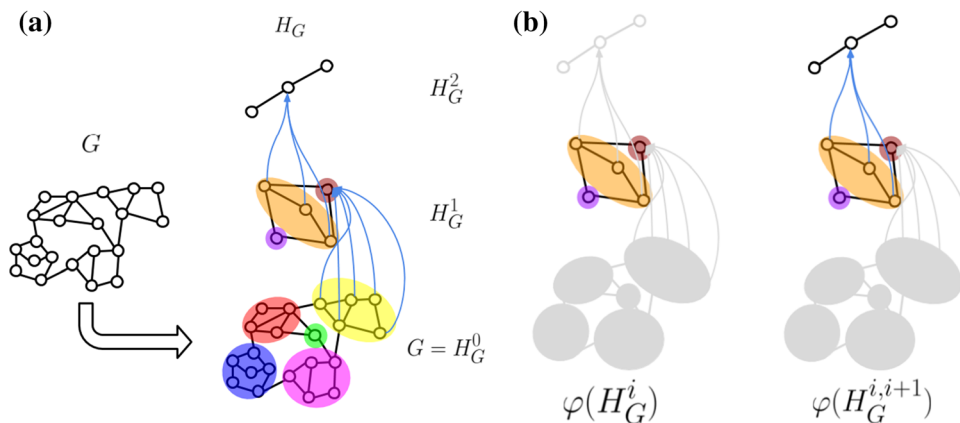 (a)
G
H_G
H_G^2
H_G^1
G = H_G^0
(b)
φ(H_G^i)
φ(H_G^{i,i+1})